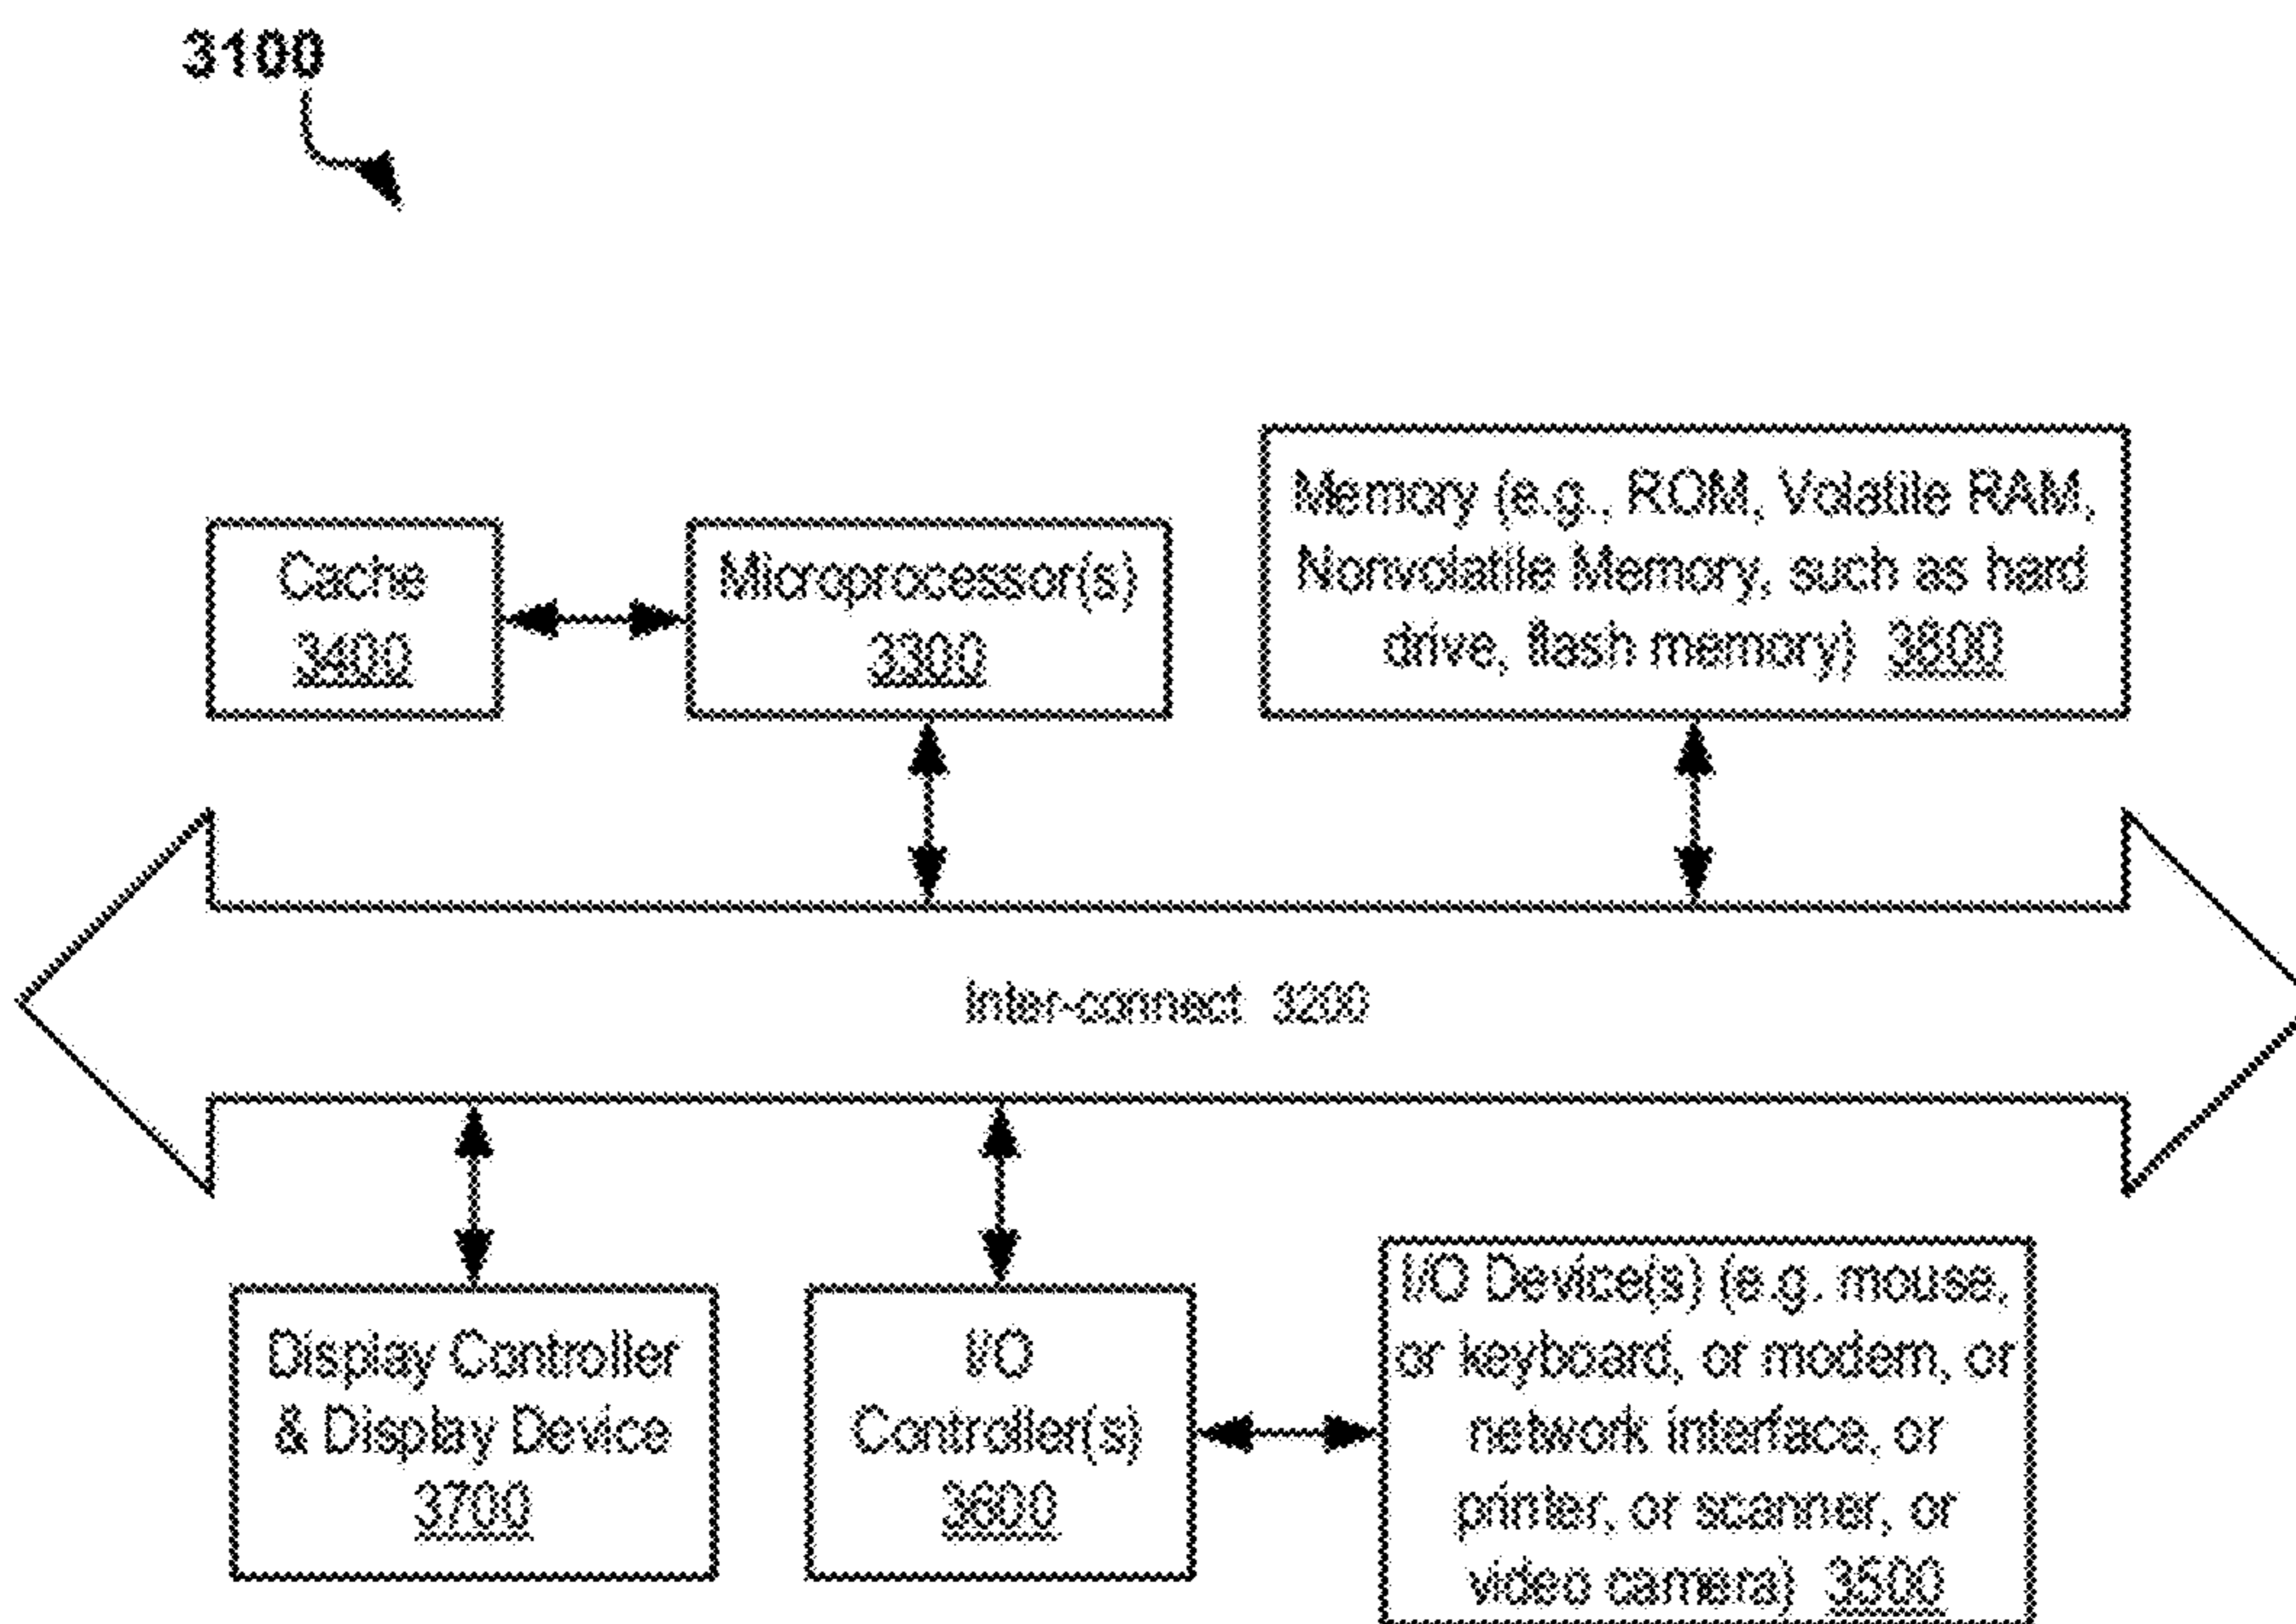 3100
Cache
3400
Microprocessor(s)
3300
Memory (e.g., ROM, Volatile RAM,
Nonvolatile Memory, such as hard
drive, flash memory) 3800
Inter-connect 3200
Display Controller
& Display Device
3700
I/O
Controller(s)
3600
I/O Device(s) (e.g. mouse,
or keyboard, or modem, or
network interface, or
printer, or scanner, or
video camera) 3500